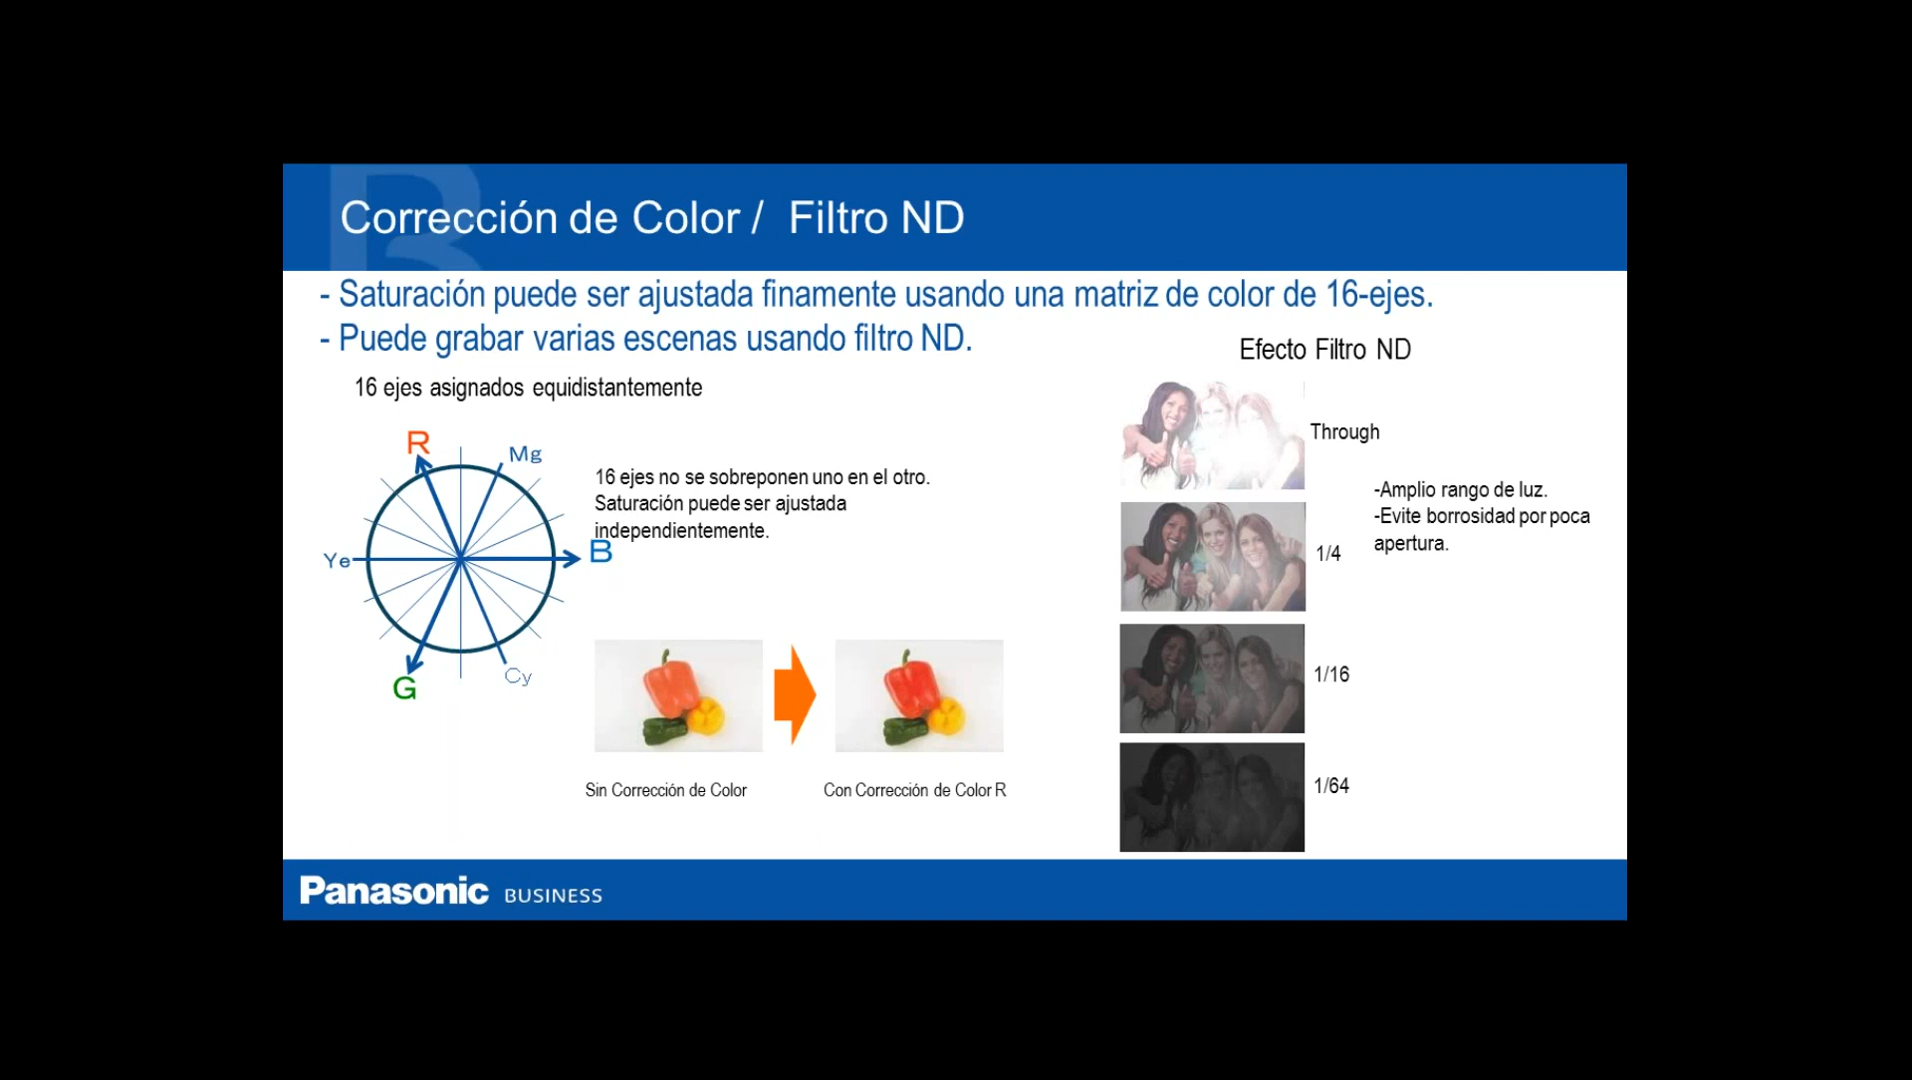 Corrección de Color / Filtro ND
- Saturación puede ser ajustada finamente usando una matriz de color de 16-ejes.
- Puede grabar varias escenas usando filtro ND.
16 ejes asignados equidistantemente
R
Mg
Ye
B
G
Cy
16 ejes no se sobreponen uno en el otro.
Saturación puede ser ajustada
independientemente.
Sin Corrección de Color
Con Corrección de Color R
Efecto Filtro ND
Through
1/4
1/16
1/64
-Amplio rango de luz.
-Evite borrosidad por poca
apertura.
Panasonic BUSINESS